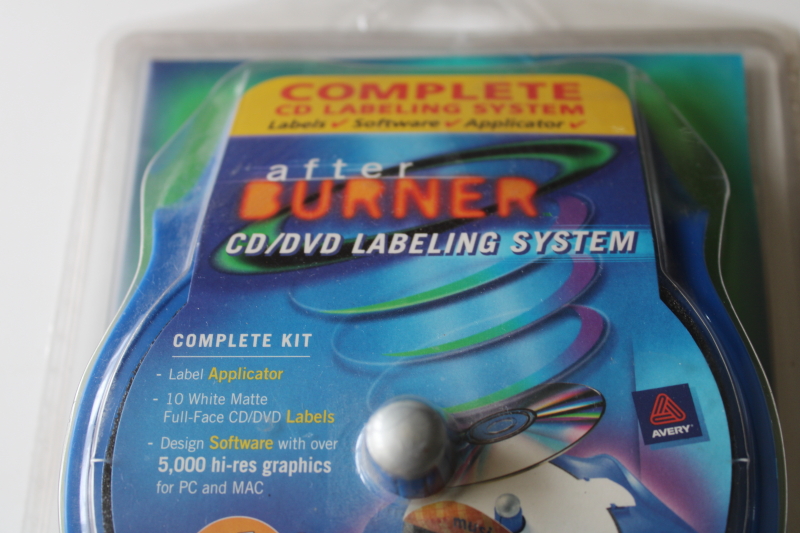 COMPLETE
CD LABELING SYSTEM
Labels ✓ Software ✓ Applicator ✓
after
BURNER
CD/DVD LABELING SYSTEM
COMPLETE KIT
- Label Applicator
- 10 White Matte
Full-Face CD/DVD Labels
- Design Software with over
5,000 hi-res graphics
for PC and MAC
AVERY